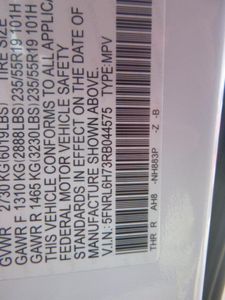 TIRE SIZE
GVWR 2730 KG(6019LBS)
GAWR F 1310 KG(2888LBS) 235/55R19 101H
GAWR R 1465 KG(3230LBS) 235/55R19 101H
THIS VEHICLE CONFORMS TO ALL APPLICABLE
FEDERAL MOTOR VEHICLE SAFETY
STANDARDS IN EFFECT ON THE DATE OF
MANUFACTURE SHOWN ABOVE.
V.I.N.: 5FNRL6H73RB044575 TYPE: MPV
THR R AH8 -NH883P -Z -B